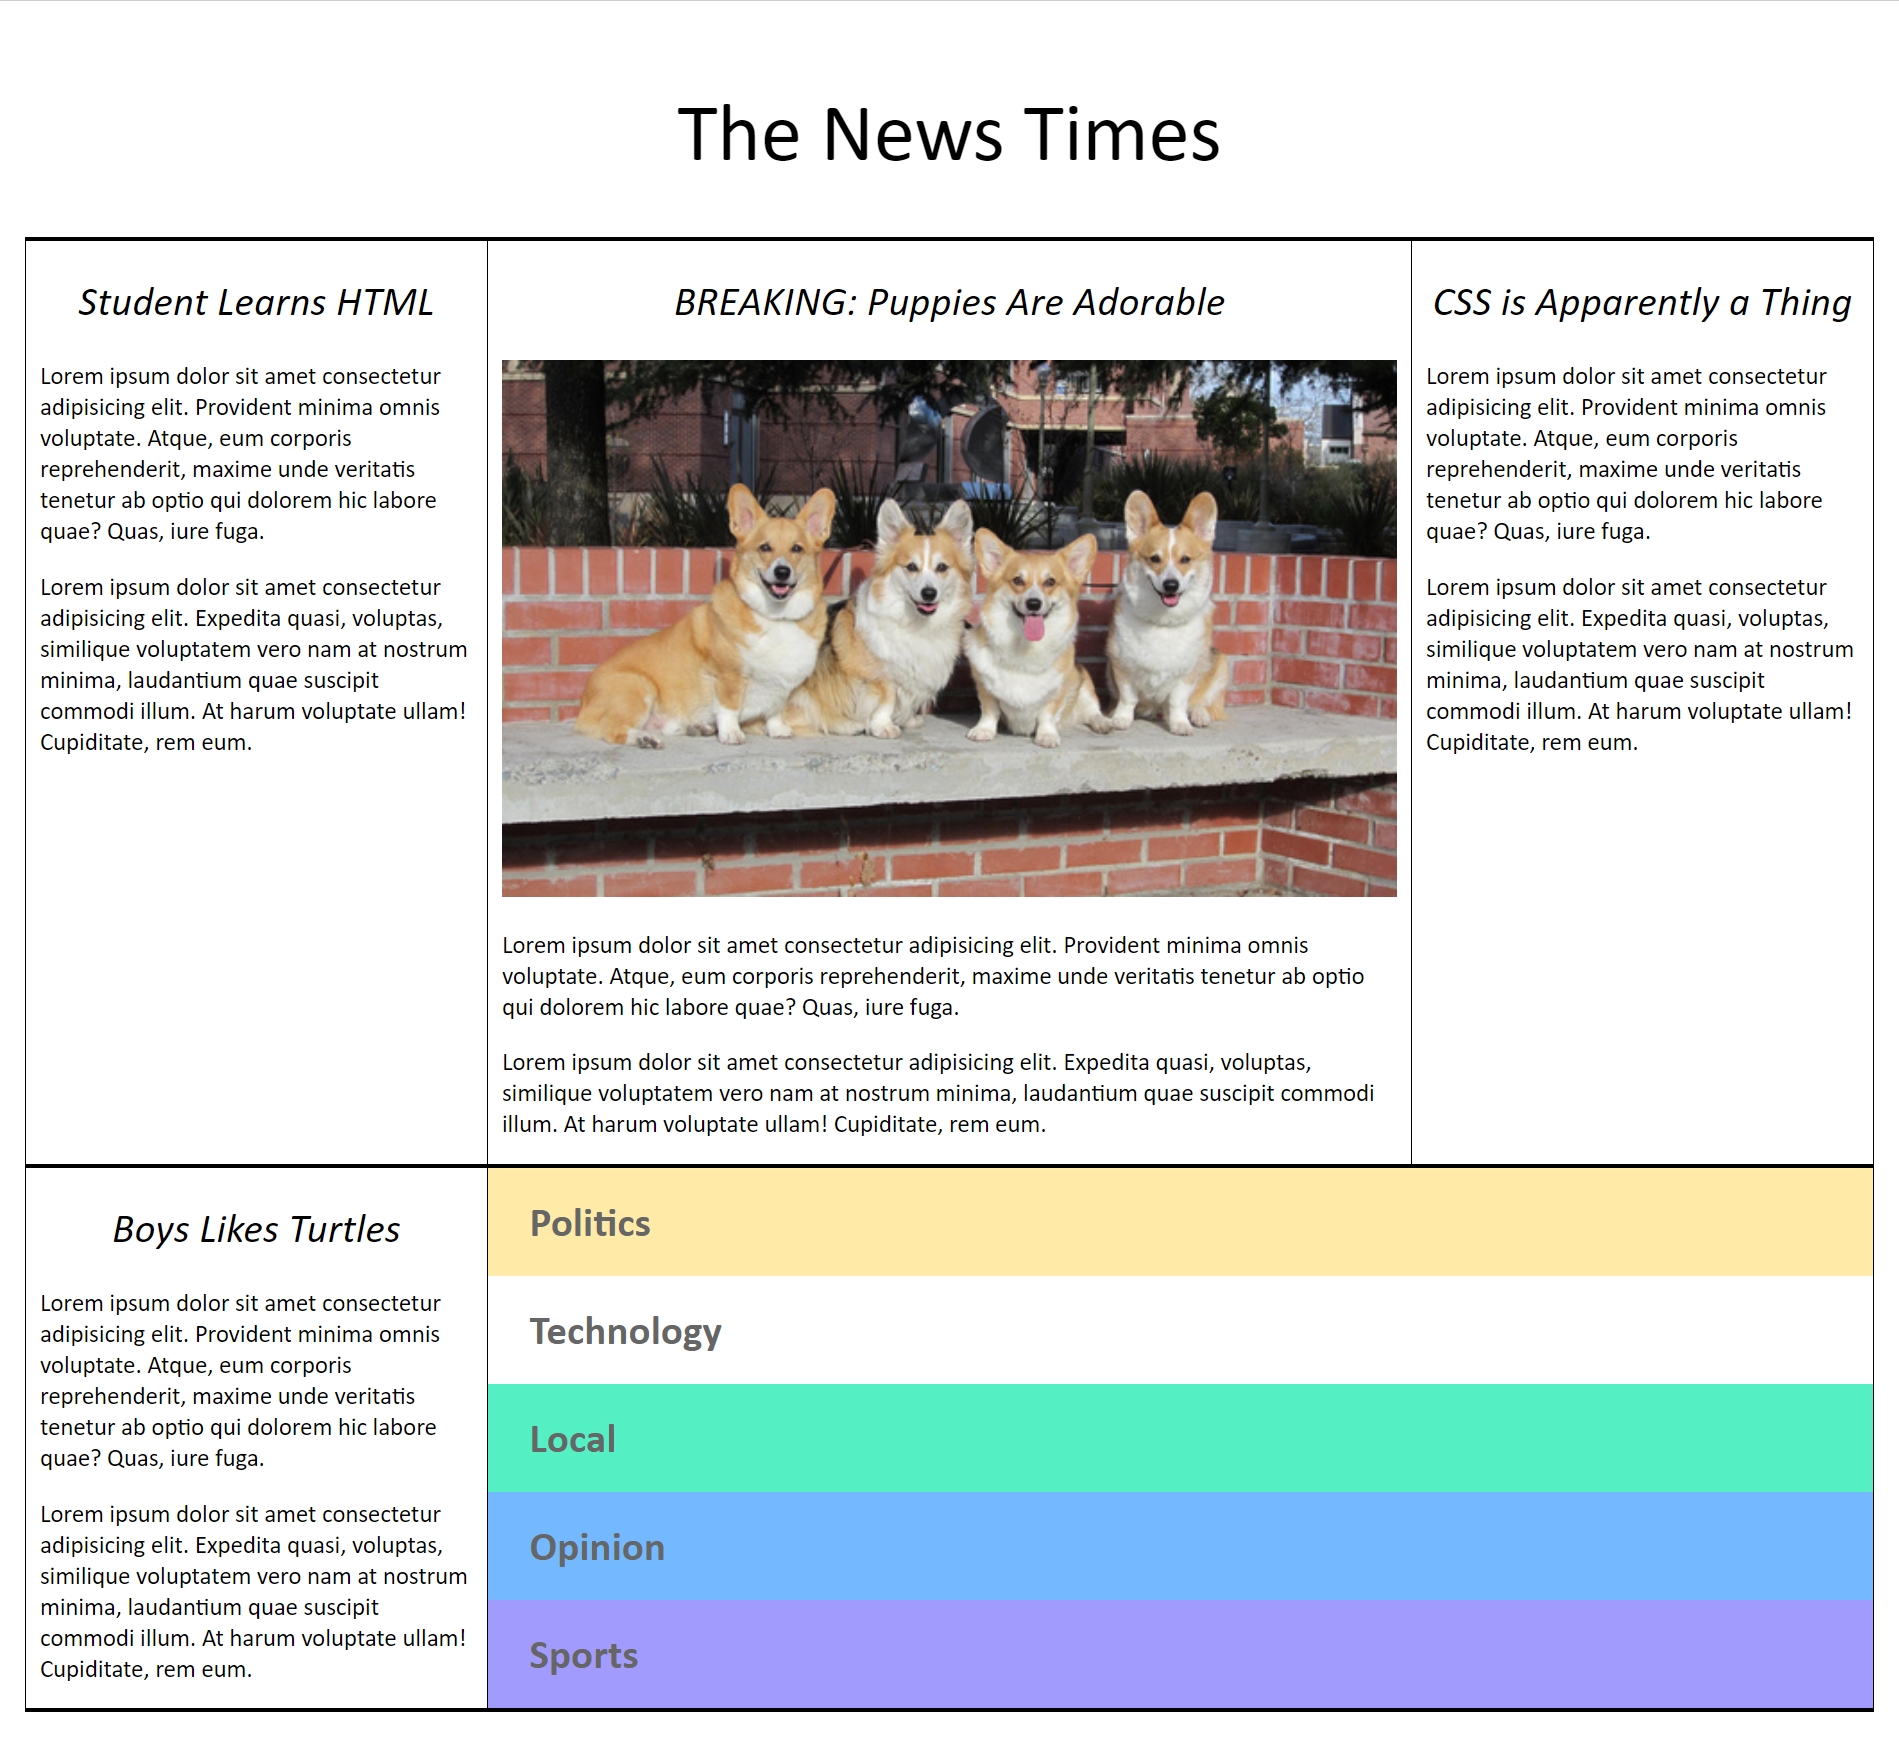 The News Times
Student Learns HTML
Lorem ipsum dolor sit amet consectetur
adipisicing elit. Provident minima omnis
voluptate. Atque, eum corporis
reprehenderit, maxime unde veritatis
tenetur ab optio qui dolorem hic labore
quae? Quas, iure fuga.
Lorem ipsum dolor sit amet consectetur
adipisicing elit. Expedita quasi, voluptas,
similique voluptatem vero nam at nostrum
minima, laudantium quae suscipit
commodi illum. At harum voluptate ullam!
Cupiditate, rem eum.
BREAKING: Puppies Are Adorable
Lorem ipsum dolor sit amet consectetur adipisicing elit. Provident minima omnis
voluptate. Atque, eum corporis reprehenderit, maxime unde veritatis tenetur ab optio
qui dolorem hic labore quae? Quas, iure fuga.
Lorem ipsum dolor sit amet consectetur adipisicing elit. Expedita quasi, voluptas,
similique voluptatem vero nam at nostrum minima, laudantium quae suscipit commodi
illum. At harum voluptate ullam! Cupiditate, rem eum.
CSS is Apparently a Thing
Lorem ipsum dolor sit amet consectetur
adipisicing elit. Provident minima omnis
voluptate. Atque, eum corporis
reprehenderit, maxime unde veritatis
tenetur ab optio qui dolorem hic labore
quae? Quas, iure fuga.
Lorem ipsum dolor sit amet consectetur
adipisicing elit. Expedita quasi, voluptas,
similique voluptatem vero nam at nostrum
minima, laudantium quae suscipit
commodi illum. At harum voluptate ullam!
Cupiditate, rem eum.
Boys Likes Turtles
Lorem ipsum dolor sit amet consectetur
adipisicing elit. Provident minima omnis
voluptate. Atque, eum corporis
reprehenderit, maxime unde veritatis
tenetur ab optio qui dolorem hic labore
quae? Quas, iure fuga.
Lorem ipsum dolor sit amet consectetur
adipisicing elit. Expedita quasi, voluptas,
similique voluptatem vero nam at nostrum
minima, laudantium quae suscipit
commodi illum. At harum voluptate ullam!
Cupiditate, rem eum.
Politics
Technology
Local
Opinion
Sports